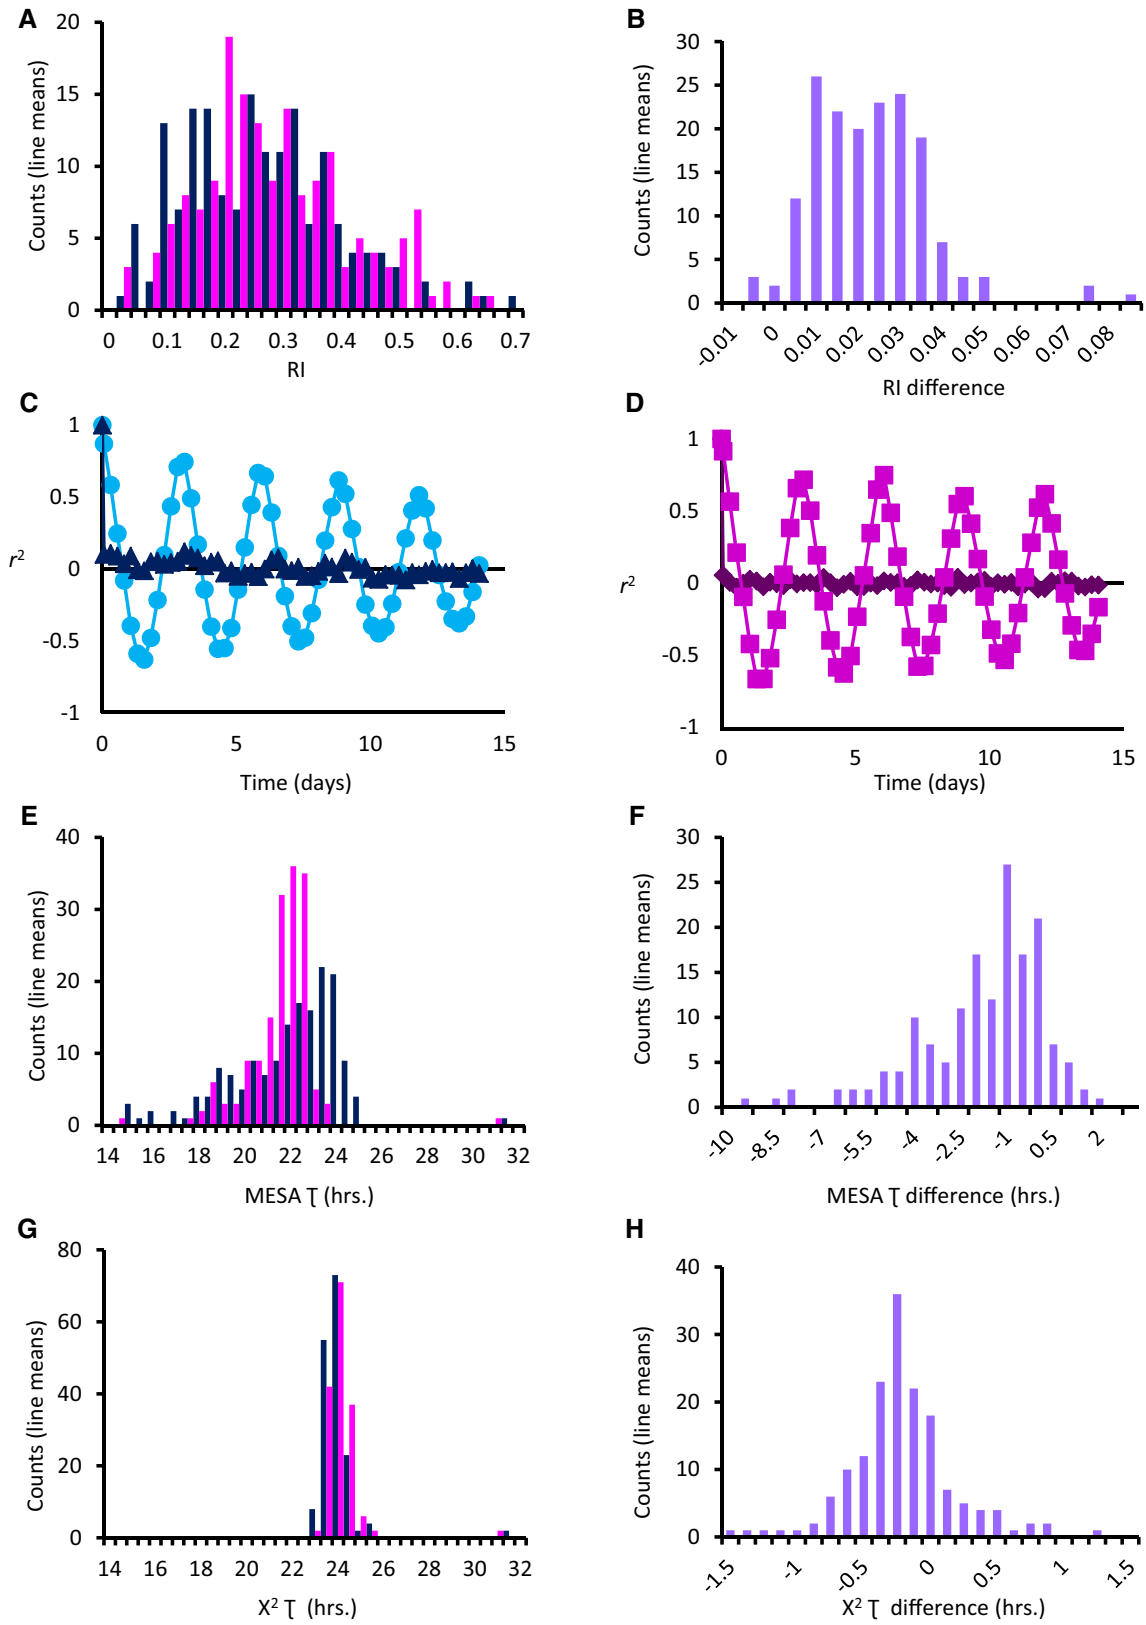 A
Counts (line means)
20
15
10
5
0
0 0.1 0.2 0.3 0.4 0.5 0.6 0.7
RI
B
Counts (line means)
30
25
20
15
10
5
0
-0.01 0 0.01 0.02 0.03 0.04 0.05 0.06 0.07 0.08
RI difference
C
r²
1
0.5
0
-0.5
-1
0 5 10 15
Time (days)
D
r²
1
0.5
0
-0.5
-1
0 5 10 15
Time (days)
E
Counts (line means)
40
30
20
10
0
14 16 18 20 22 24 26 28 30 32
MESA Ʈ (hrs.)
F
Counts (line means)
30
25
20
15
10
5
0
-10 -8.5 -7 -5.5 -4 -2.5 -1 0.5 2
MESA Ʈ difference (hrs.)
G
Counts (line means)
80
60
40
20
0
14 16 18 20 22 24 26 28 30 32
X² Ʈ (hrs.)
H
Counts (line means)
40
30
20
10
0
-1.5 -1 -0.5 0 0.5 1 1.5
X² Ʈ difference (hrs.)